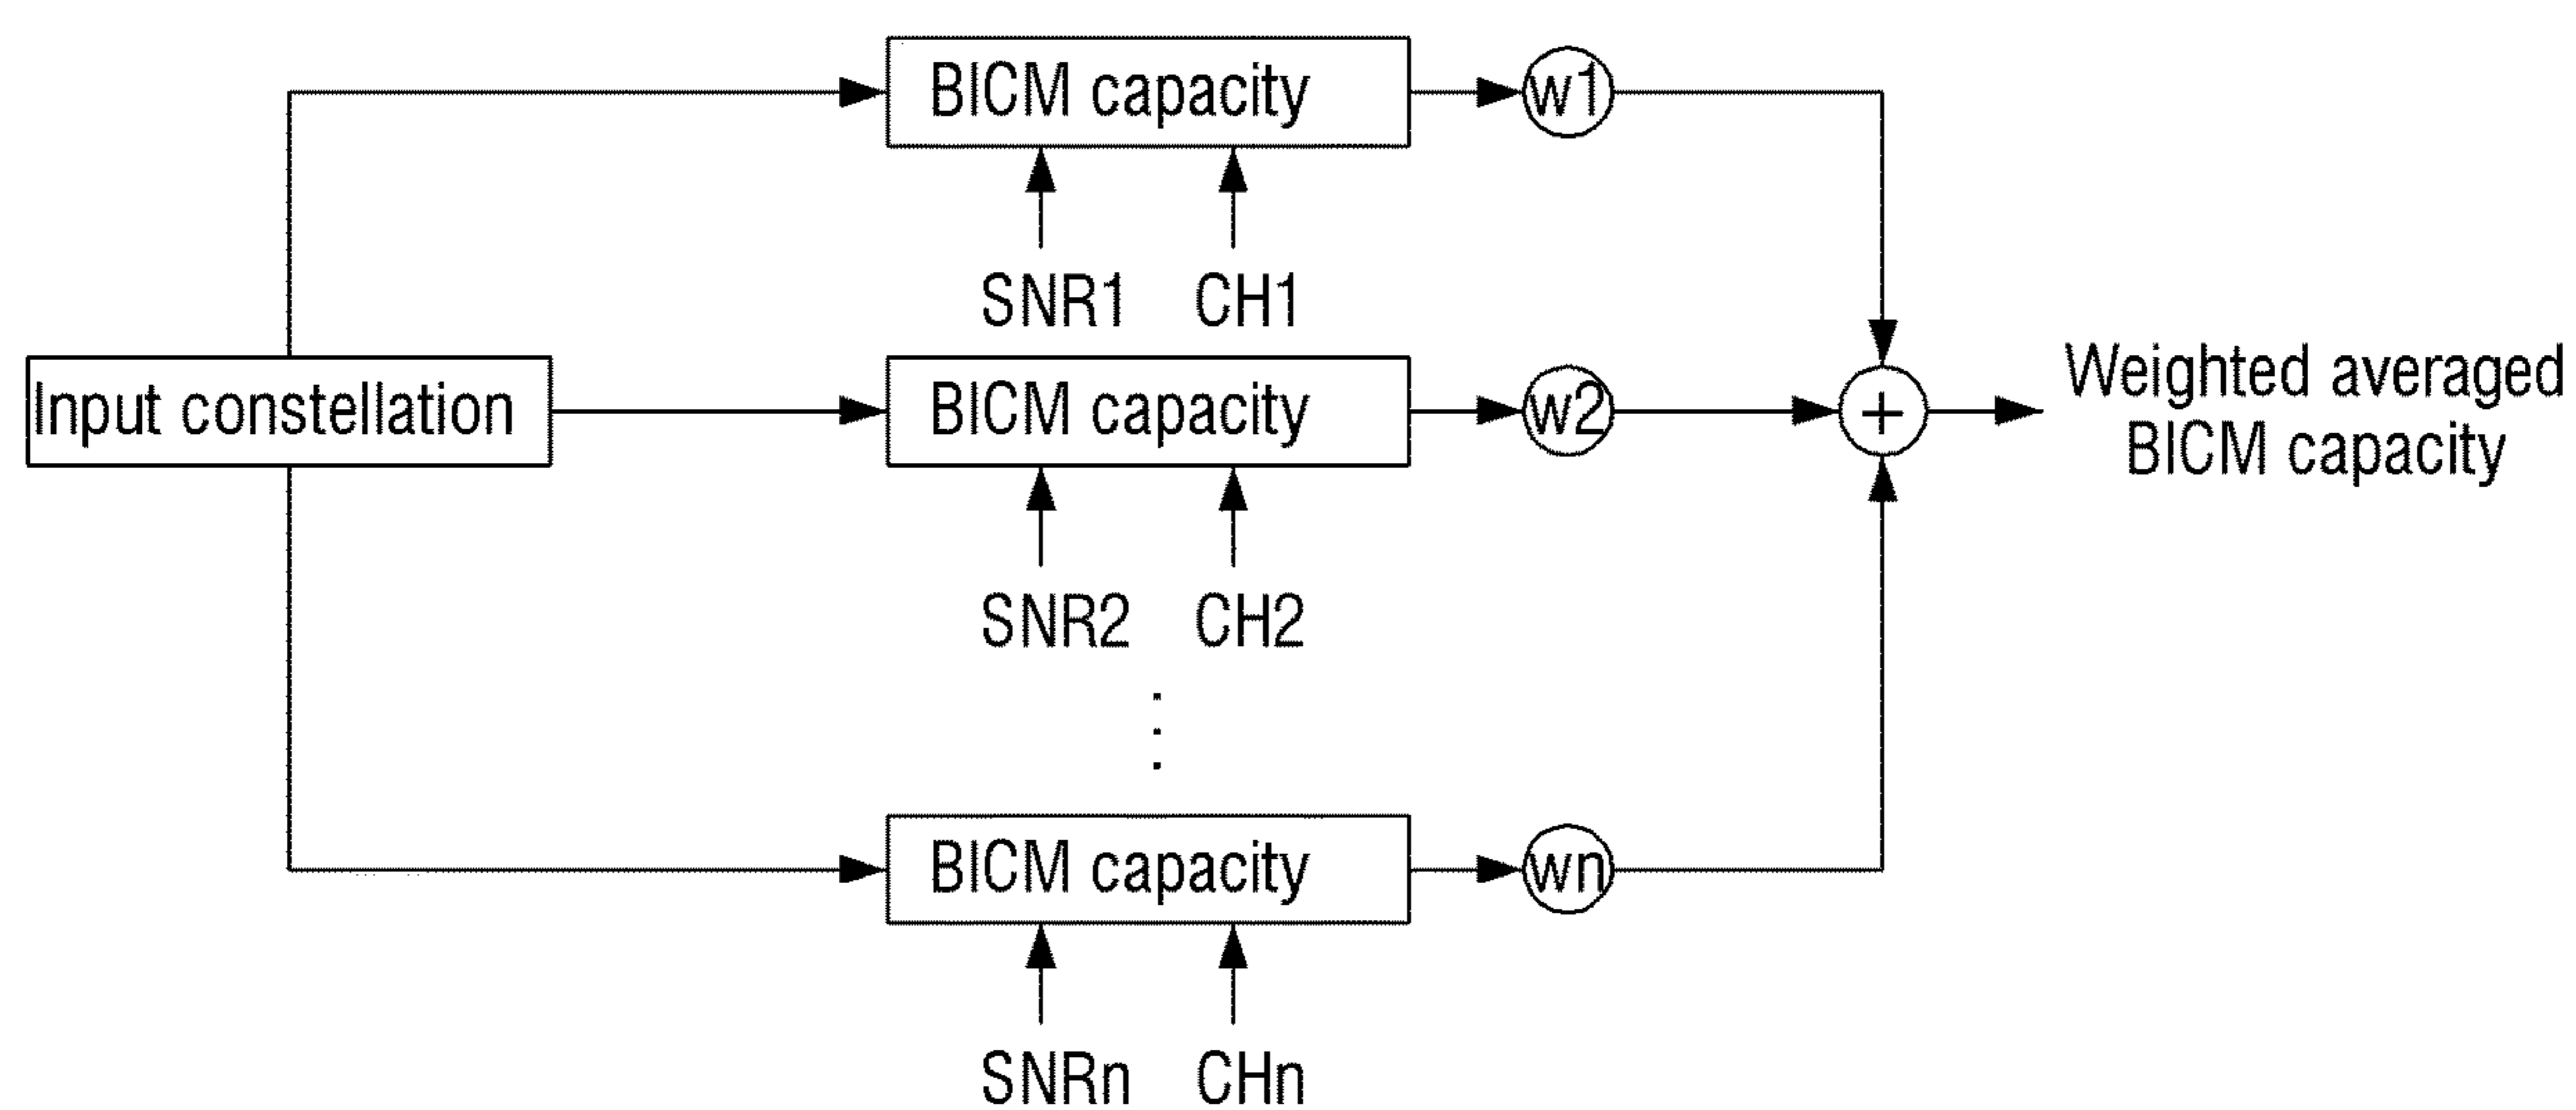 BICM capacity
w1
SNR1 CH1
Input constellation
BICM capacity
w2
+
Weighted averaged
BICM capacity
SNR2 CH2
BICM capacity
wn
SNRn CHn